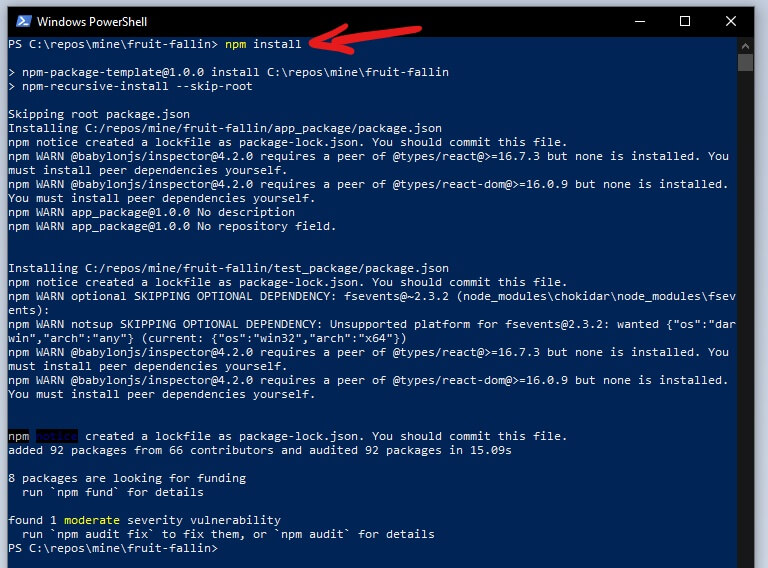 Windows PowerShell
PS C:\repos\mine\fruit-fallin> npm install
> npm-package-template@1.0.0 install C:\repos\mine\fruit-fallin
> npm-recursive-install --skip-root
Skipping root package.json
Installing C:/repos/mine/fruit-fallin/app_package/package.json
npm notice created a lockfile as package-lock.json. You should commit this file.
npm WARN @babylonjs/inspector@4.2.0 requires a peer of @types/react@>=16.7.3 but none is installed. You
must install peer dependencies yourself.
npm WARN @babylonjs/inspector@4.2.0 requires a peer of @types/react-dom@>=16.0.9 but none is installed.
You must install peer dependencies yourself.
npm WARN app_package@1.0.0 No description
npm WARN app_package@1.0.0 No repository field.
Installing C:/repos/mine/fruit-fallin/test_package/package.json
npm notice created a lockfile as package-lock.json. You should commit this file.
npm WARN optional SKIPPING OPTIONAL DEPENDENCY: fsevents@~2.3.2 (node_modules\chokidar\node_modules\fsev
ents):
npm WARN notsup SKIPPING OPTIONAL DEPENDENCY: Unsupported platform for fsevents@2.3.2: wanted {"os":"dar
win","arch":"any"} (current: {"os":"win32","arch":"x64"})
npm WARN @babylonjs/inspector@4.2.0 requires a peer of @types/react@>=16.7.3 but none is installed. You
must install peer dependencies yourself.
npm WARN @babylonjs/inspector@4.2.0 requires a peer of @types/react-dom@>=16.0.9 but none is installed.
You must install peer dependencies yourself.
npm notice created a lockfile as package-lock.json. You should commit this file.
added 92 packages from 66 contributors and audited 92 packages in 15.09s
8 packages are looking for funding
run `npm fund` for details
found 1 moderate severity vulnerability
run `npm audit fix` to fix them, or `npm audit` for details
PS C:\repos\mine\fruit-fallin>